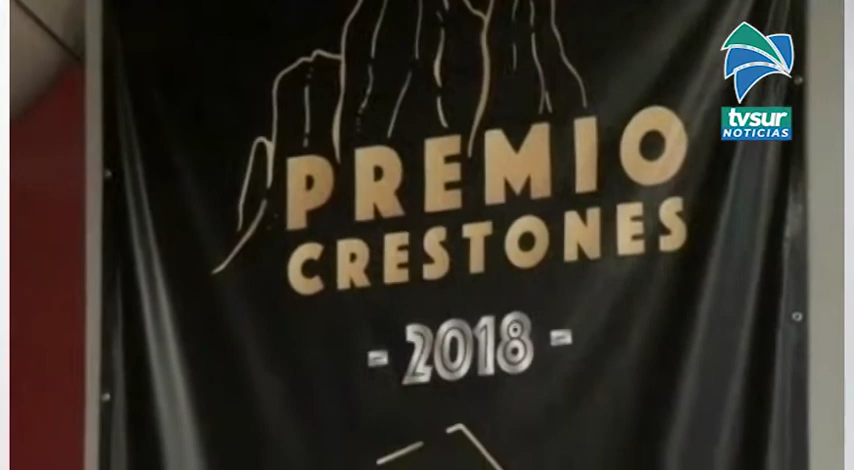 PREMIO
CRESTONES
- 2018 -
tvsur
NOTICIAS